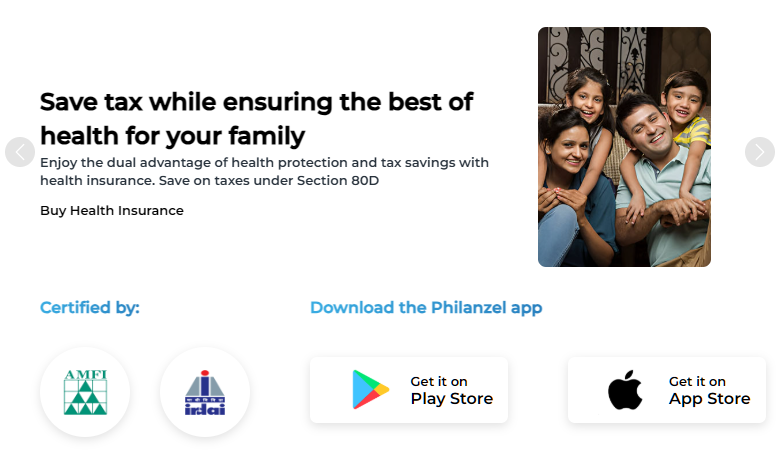 Save tax while ensuring the best of
health for your family
Enjoy the dual advantage of health protection and tax savings with
health insurance. Save on taxes under Section 80D
Buy Health Insurance
Certified by:
Download the Philanzel app
AMFI
irdai
Get it on
Play Store
Get it on
App Store